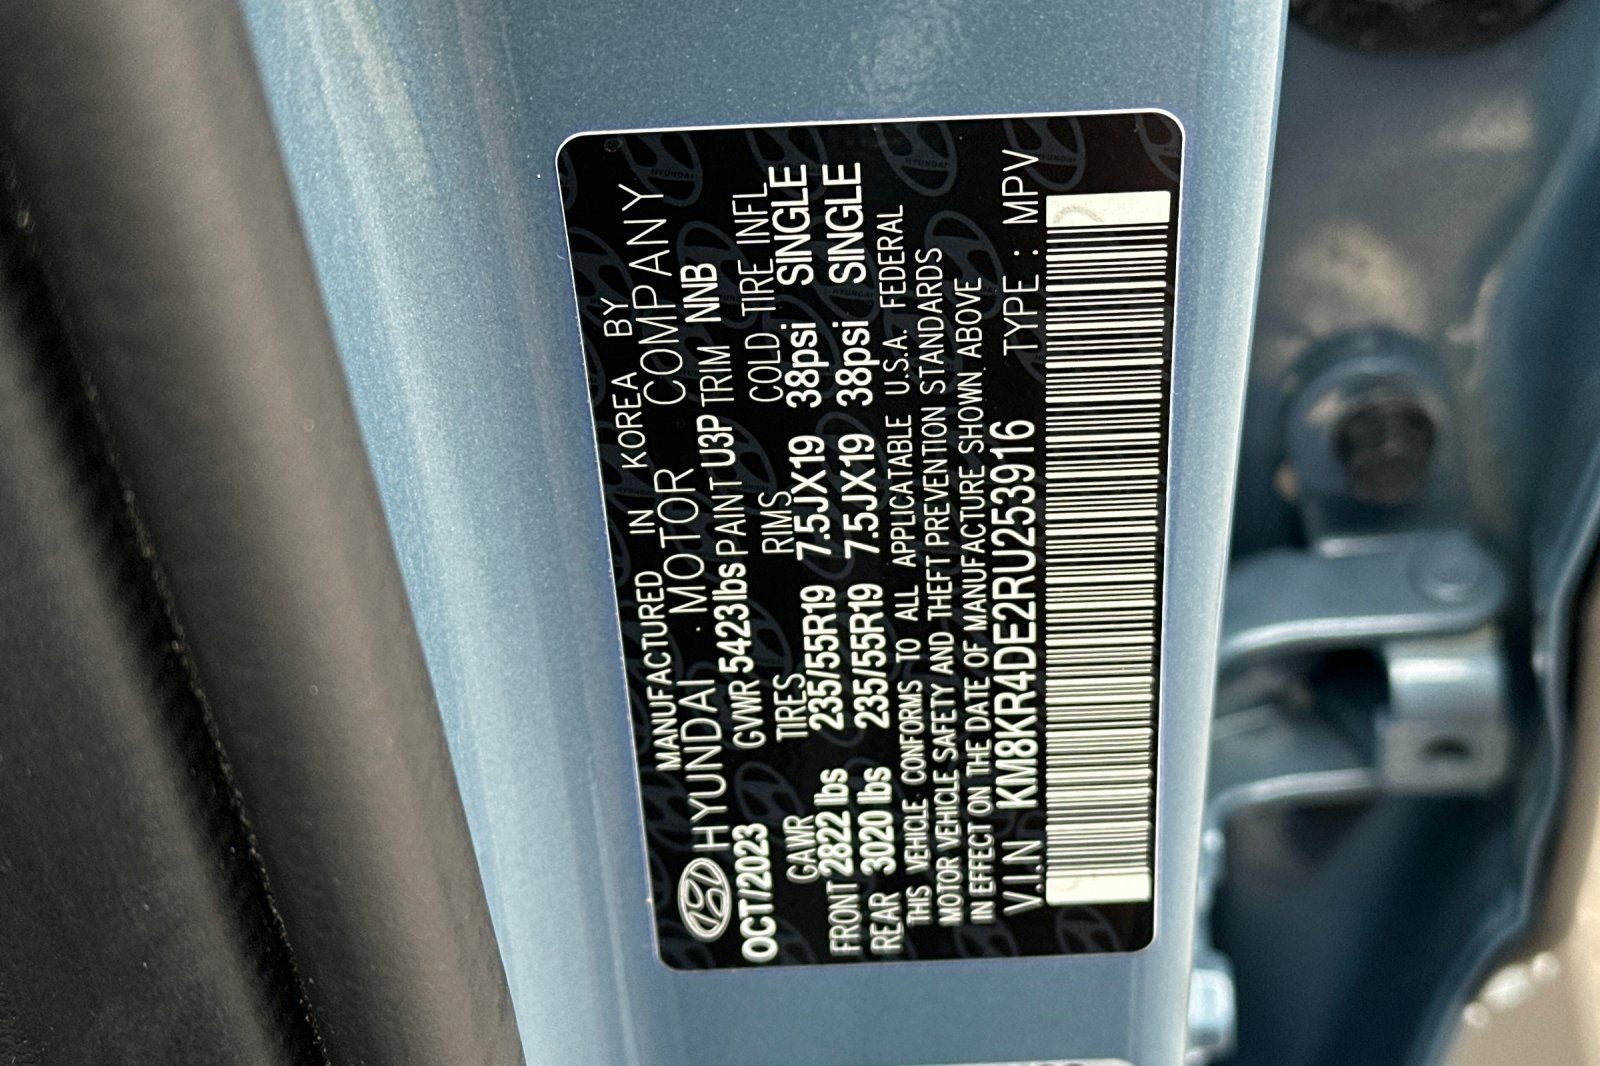 MANUFACTURED IN KOREA BY
HYUNDAI MOTOR COMPANY
OCT/2023 GVWR 5423lbs PAINT U3P TRIM NNB
GAWR TIRES RIMS COLD TIRE INFL
FRONT 2822 lbs 235/55R19 7.5JX19 38psi SINGLE
REAR 3020 lbs 235/55R19 7.5JX19 38psi SINGLE
THIS VEHICLE CONFORMS TO ALL APPLICATABLE U.S.A. FEDERAL
MOTOR VEHICLE SAFETY AND THEFT PREVENTION STANDARDS
IN EFFECT ON THE DATE OF MANUFACTURE SHOWN ABOVE
V.I.N KM8KR4DE2RU253916 TYPE : MPV